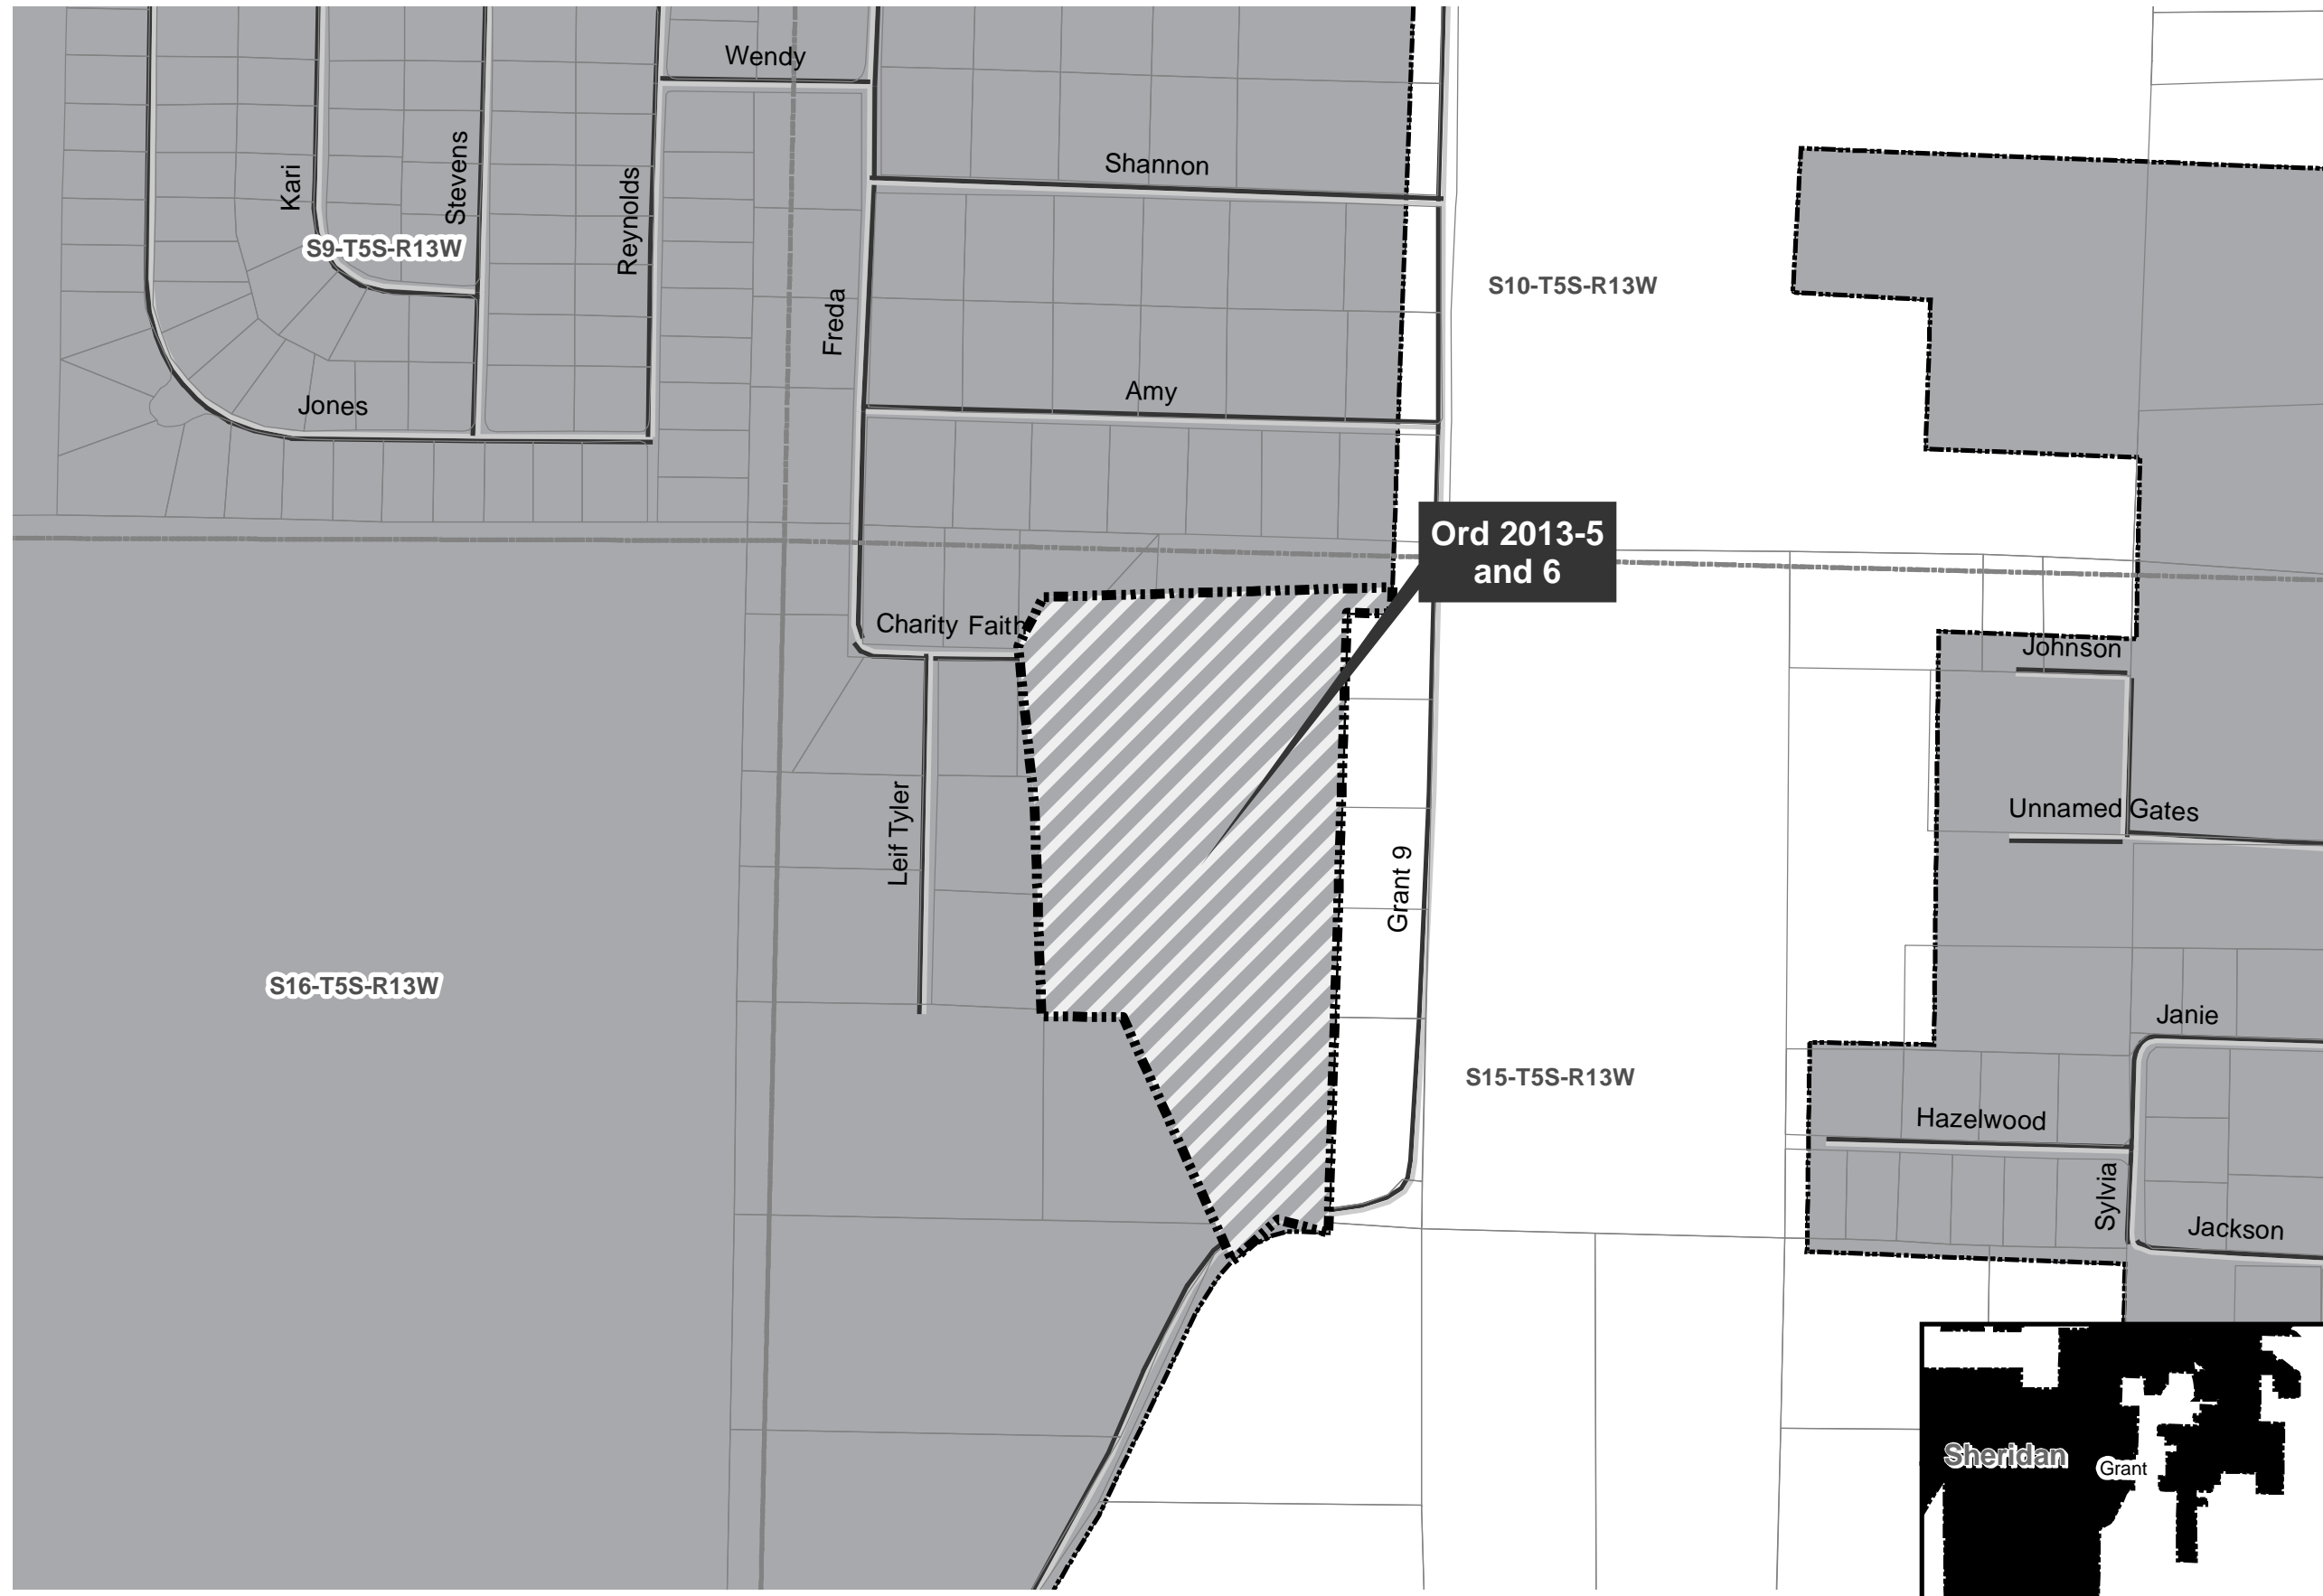 Wendy
Shannon
Kari
Stevens
Reynolds
S9-T5S-R13W
S10-T5S-R13W
Freda
Amy
Jones
Ord 2013-5
and 6
Charity Faith
Johnson
Leif Tyler
Unnamed Gates
Grant 9
S16-T5S-R13W
Janie
S15-T5S-R13W
Hazelwood
Sylvia
Jackson
Sheridan
Grant